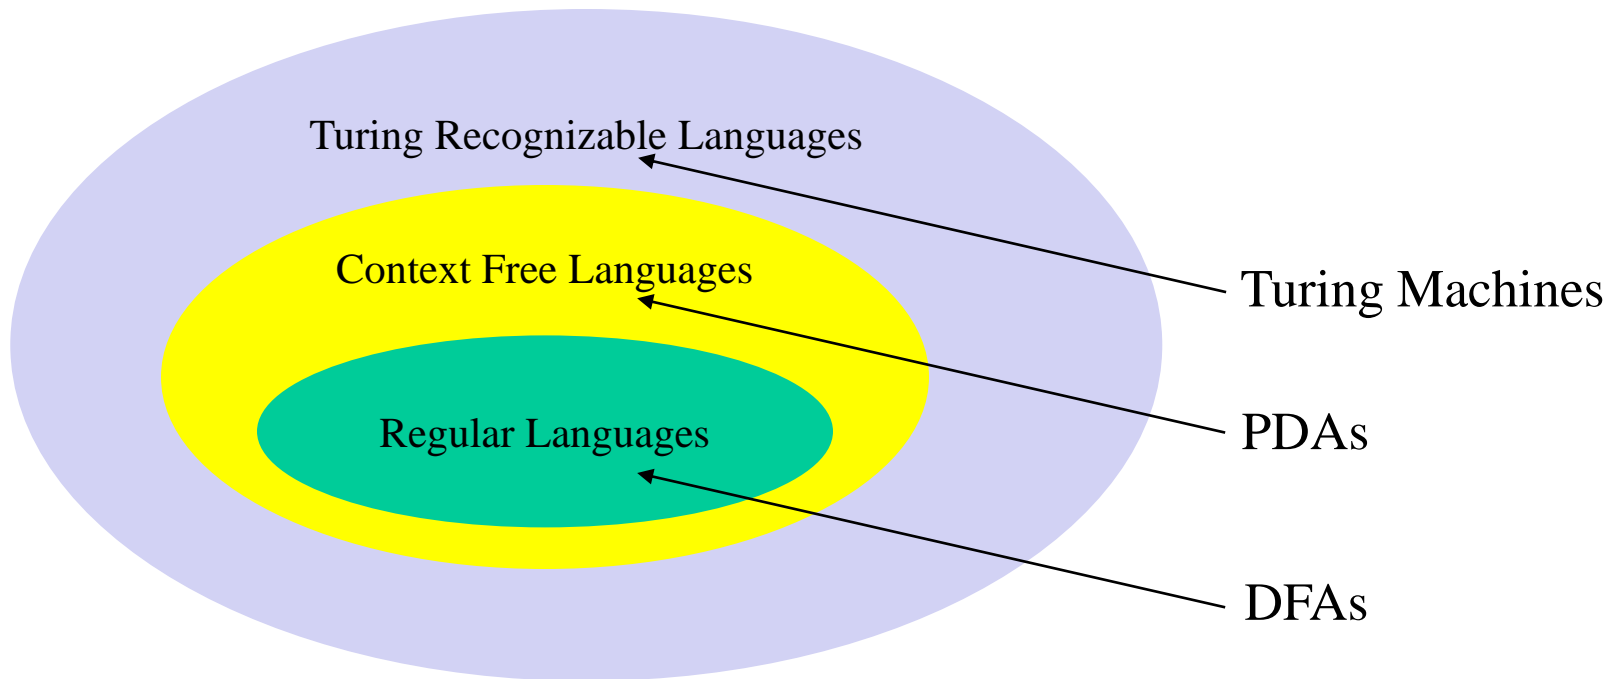 Turing Recognizable Languages
Context Free Languages
Turing Machines
PDAs
Regular Languages
DFAs